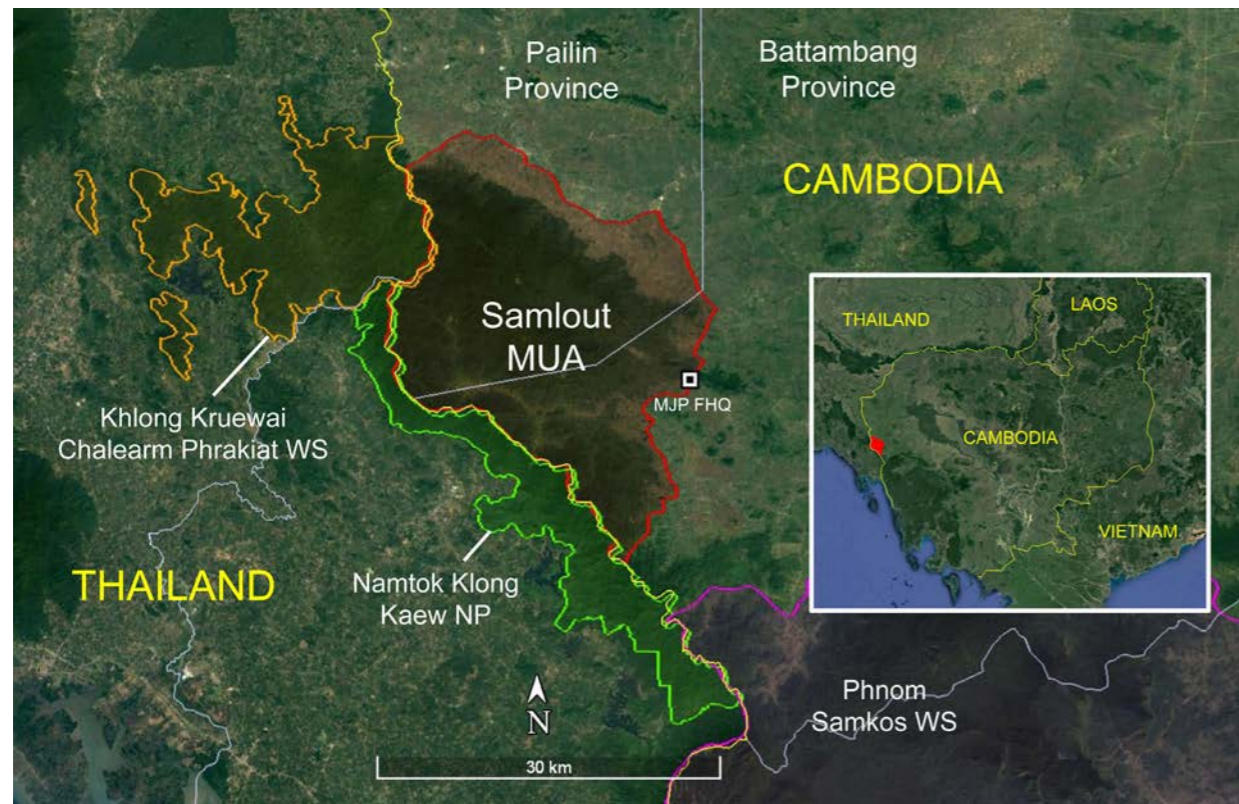 Pailin
Province
Battambang
Province
CAMBODIA
Samlout
MUA
MJP FHQ
Khlong Kruewai
Chalearm Phrakiat WS
THAILAND
Namtok Klong
Kaew NP
N
30 km
Phnom
Samkos WS
THAILAND
LAOS
CAMBODIA
VIETNAM